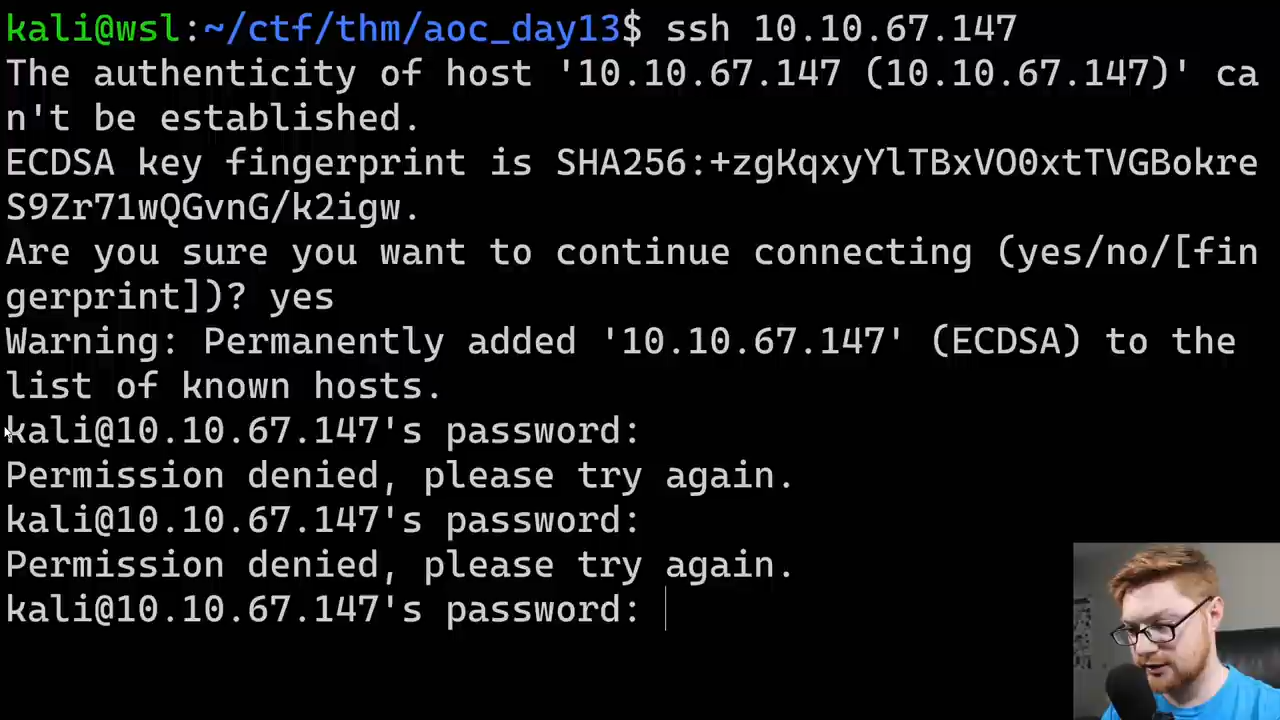 kali@wsl:~/ctf/thm/aoc_day13$ ssh 10.10.67.147
The authenticity of host '10.10.67.147 (10.10.67.147)' ca
n't be established.
ECDSA key fingerprint is SHA256:+zgKqxyYlTBxVO0xtTVGBokre
S9Zr71wQGvnG/k2igw.
Are you sure you want to continue connecting (yes/no/[fin
gerprint])? yes
Warning: Permanently added '10.10.67.147' (ECDSA) to the
list of known hosts.
kali@10.10.67.147's password:
Permission denied, please try again.
kali@10.10.67.147's password:
Permission denied, please try again.
kali@10.10.67.147's password: